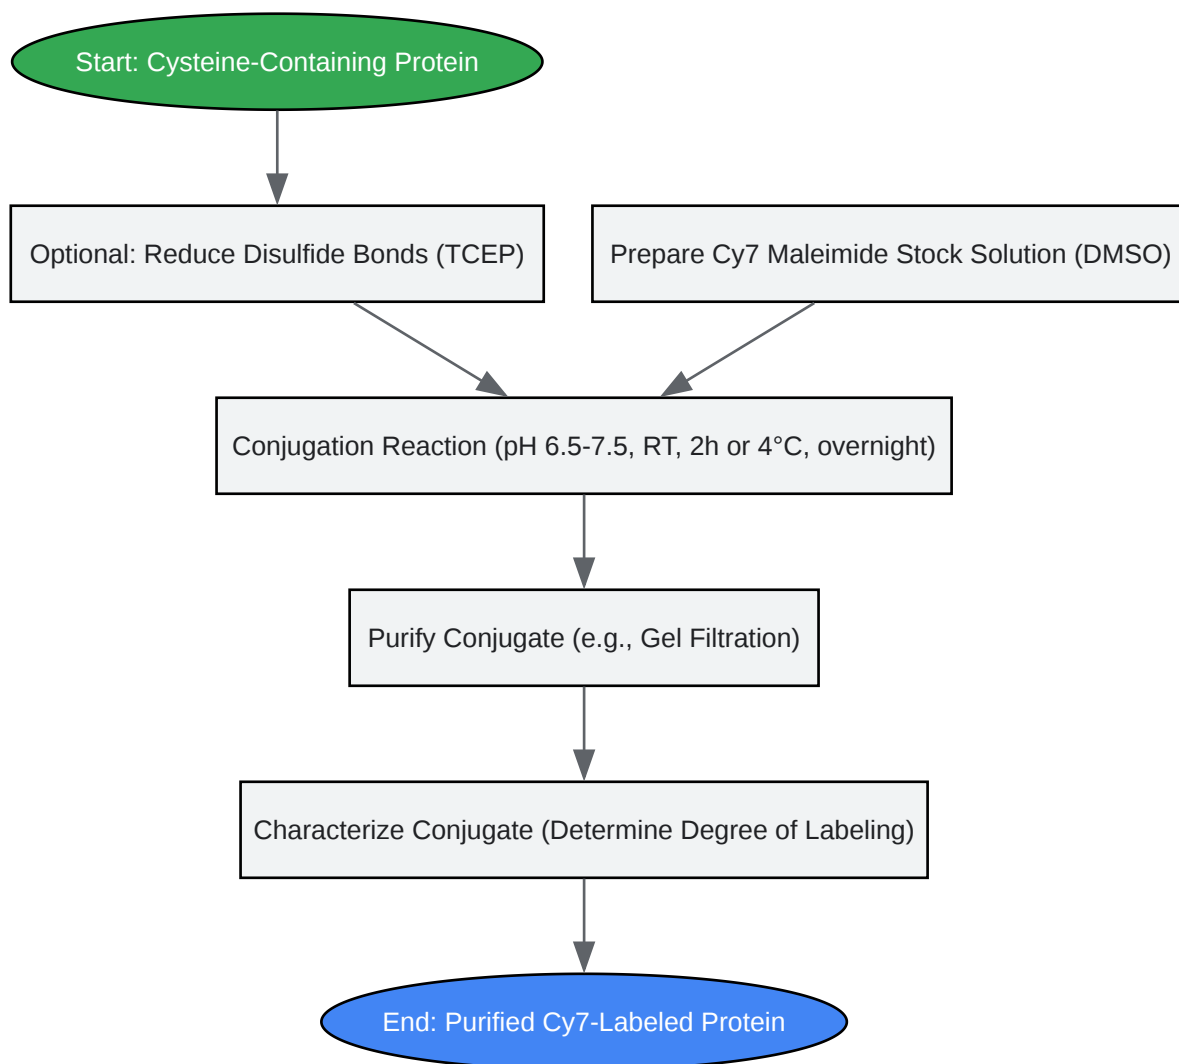 Start: Cysteine-Containing Protein
Optional: Reduce Disulfide Bonds (TCEP)
Prepare Cy7 Maleimide Stock Solution (DMSO)
Conjugation Reaction (pH 6.5-7.5, RT, 2h or 4°C, overnight)
Purify Conjugate (e.g., Gel Filtration)
Characterize Conjugate (Determine Degree of Labeling)
End: Purified Cy7-Labeled Protein